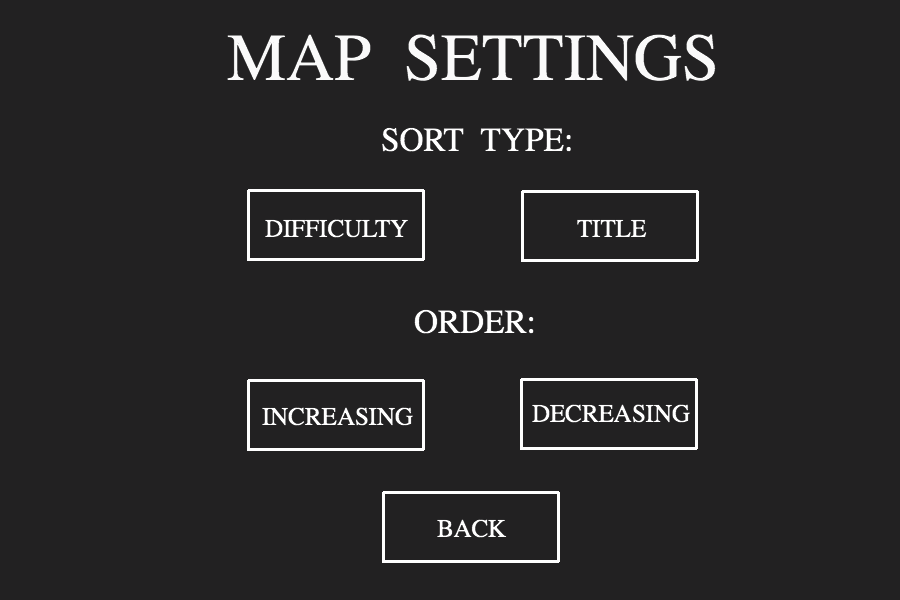 MAP SETTINGS
SORT TYPE:
DIFFICULTY TITLE
ORDER:
INCREASING DECREASING
BACK